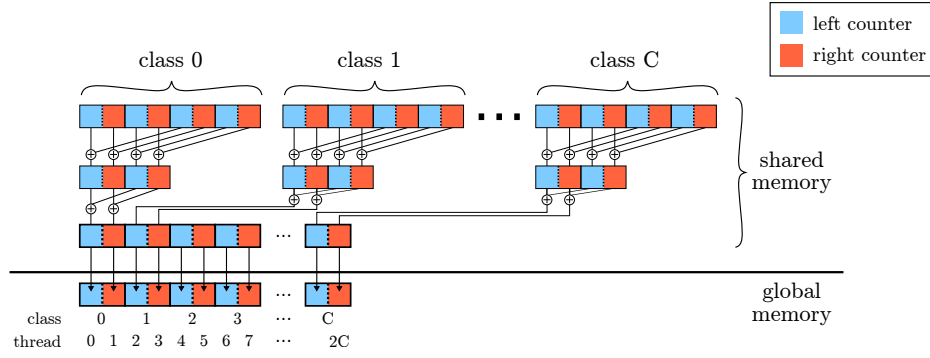 left counter
right counter
class 0
class 1
class C
...
shared
memory
...
global
memory
class 0 1 2 3 ... C
thread 0 1 2 3 4 5 6 7 ... 2C